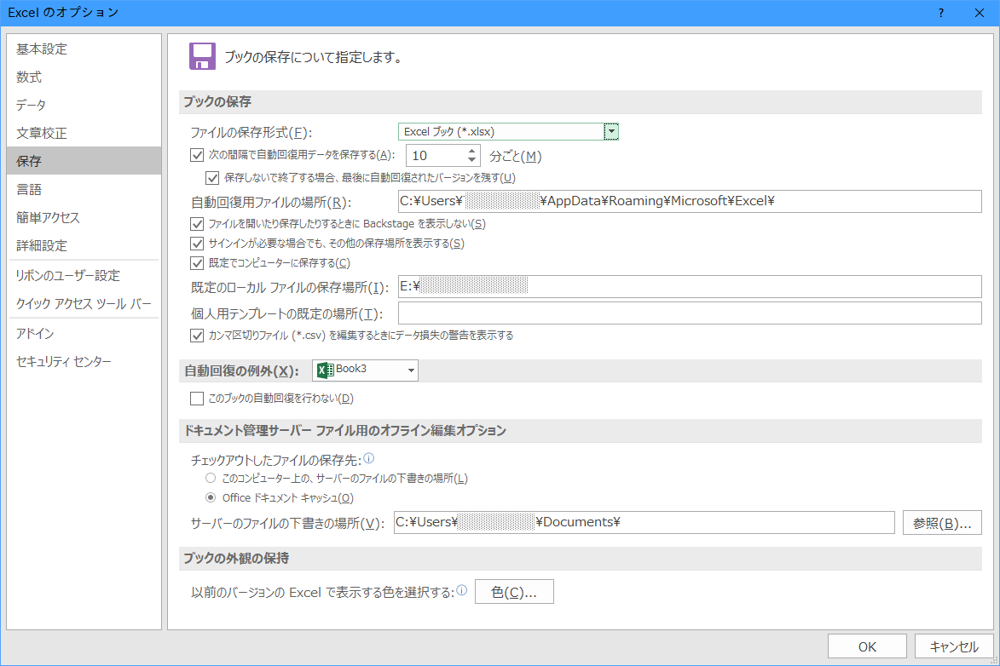 Excel のオプション
?
基本設定
数式
データ
文章校正
保存
言語
簡単アクセス
詳細設定
リボンのユーザー設定
クイック アクセス ツール バー
アドイン
セキュリティ センター
ブックの保存について指定します。
ブックの保存
ファイルの保存形式(F): Excel ブック (*.xlsx)
次の間隔で自動回復用データを保存する(A): 10 分ごと(M)
保存しないで終了する場合、最後に自動回復されたバージョンを残す(U)
自動回復用ファイルの場所(R): C:¥Users¥ ¥AppData¥Roaming¥Microsoft¥Excel¥
ファイルを開いたり保存したりするときに Backstage を表示しない(S)
サインインが必要な場合でも、その他の保存場所を表示する(S)
既定でコンピューターに保存する(C)
既定のローカル ファイルの保存場所(I): E:¥
個人用テンプレートの既定の場所(T):
カンマ区切りファイル (*.csv) を編集するときにデータ損失の警告を表示する
自動回復の例外(X): Book3
このブックの自動回復を行わない(D)
ドキュメント管理サーバー ファイル用のオフライン編集オプション
チェックアウトしたファイルの保存先:
このコンピューター上の、サーバーのファイルの下書きの場所(L)
Office ドキュメント キャッシュ(O)
サーバーのファイルの下書きの場所(V): C:¥Users¥ ¥Documents¥ 参照(B)...
ブックの外観の保持
以前のバージョンの Excel で表示する色を選択する: 色(C)...
OK キャンセル